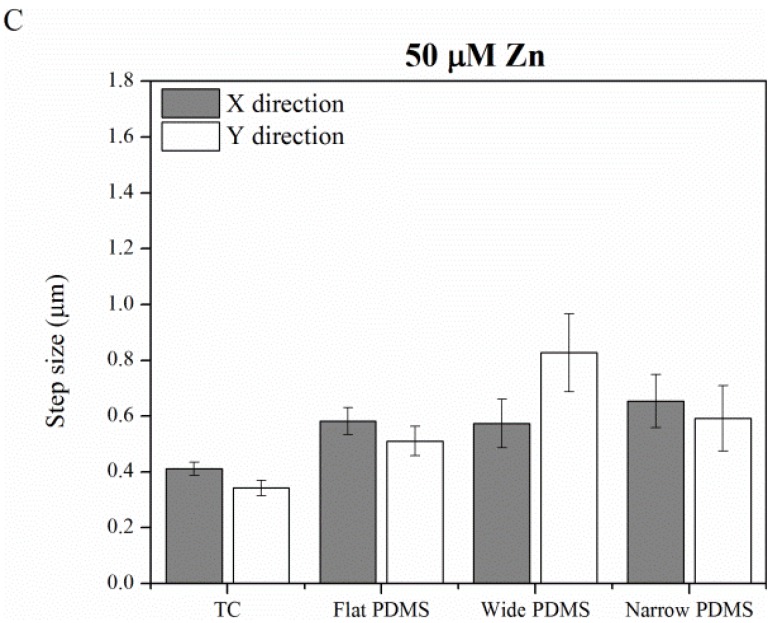 C
50 μM Zn
X direction
Y direction
1.8
1.6
1.4
1.2
1.0
0.8
0.6
0.4
0.2
0.0
Step size (μm)
TC
Flat PDMS
Wide PDMS
Narrow PDMS